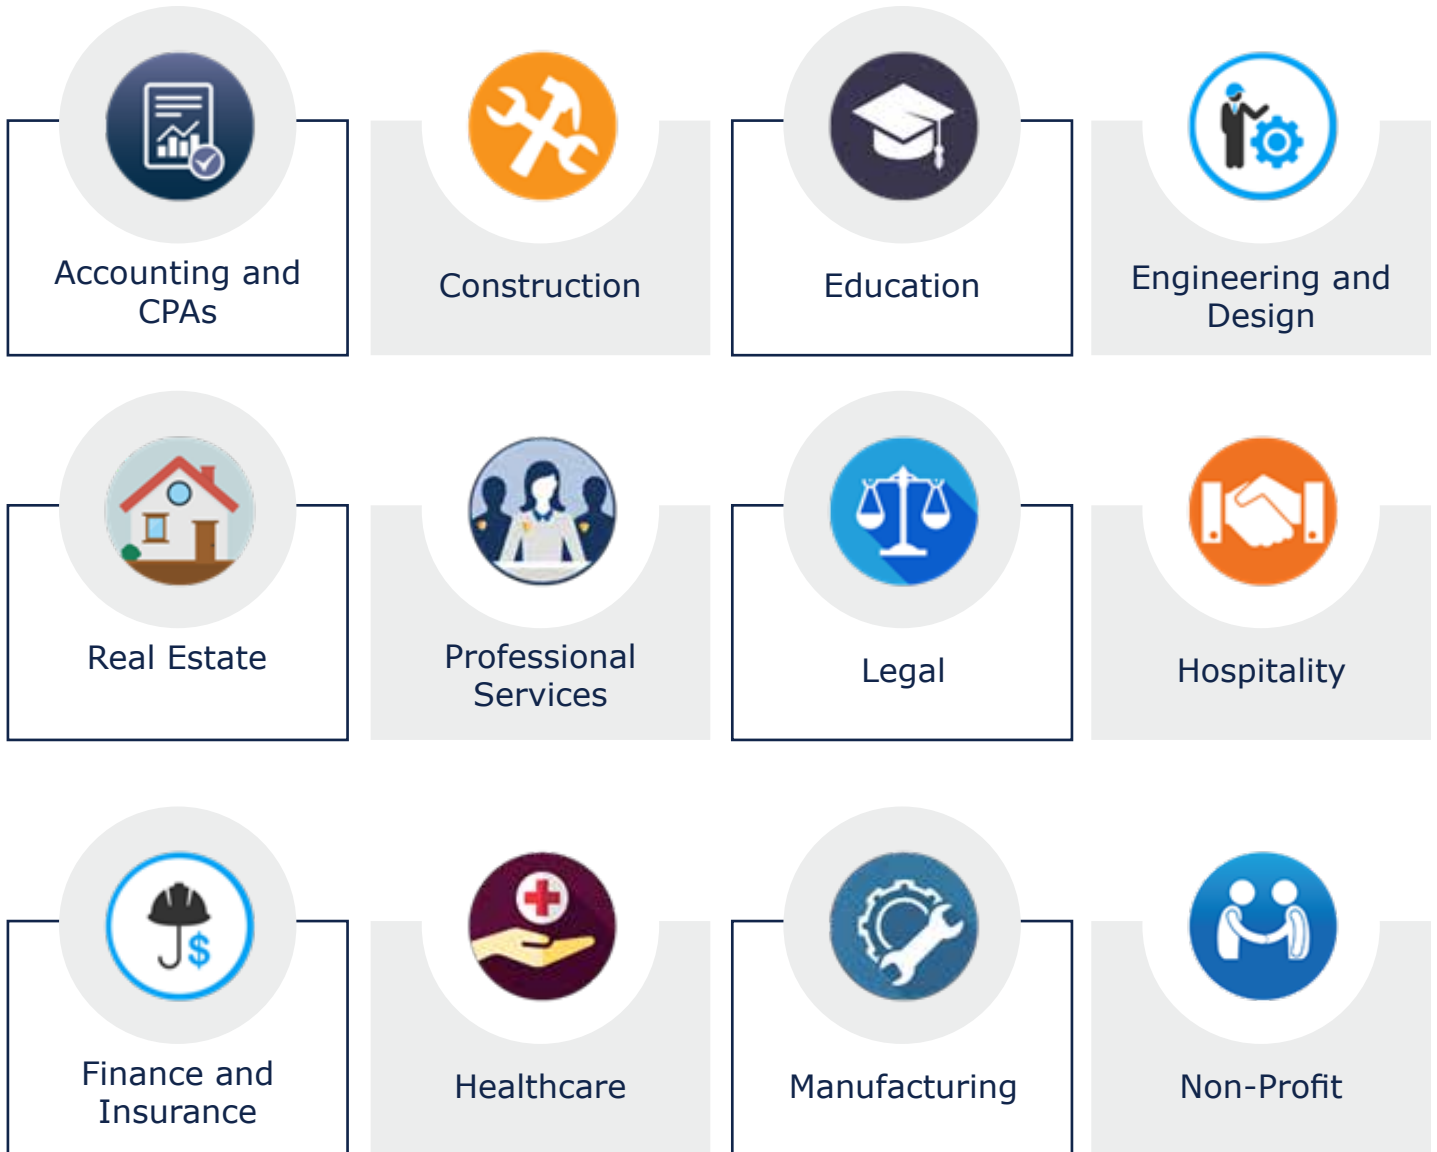 Accounting and
CPAs
Construction
Education
Engineering and
Design
Real Estate
Professional
Services
Legal
Hospitality
$
Finance and
Insurance
Healthcare
Manufacturing
Non-Profit